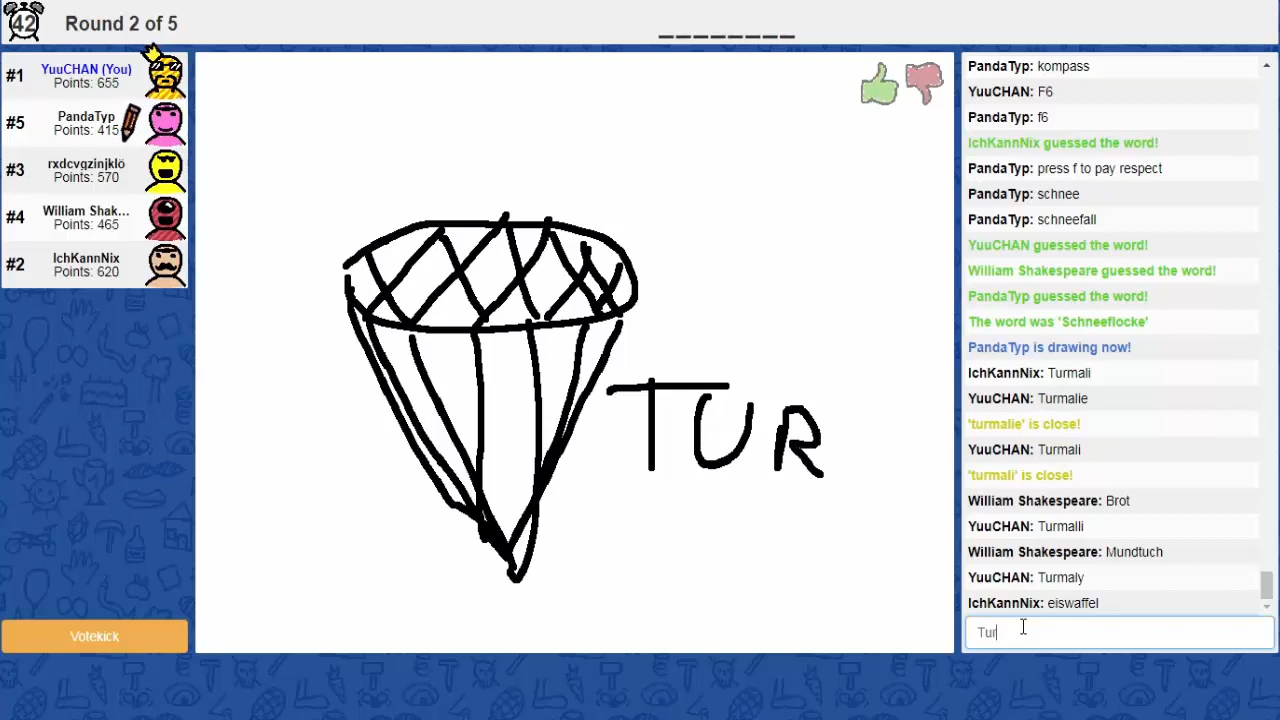 42
Round 2 of 5
________
#1
YuuCHAN (You)
Points: 655
#5
PandaTyp
Points: 415
#3
rxdcvgzinjklö
Points: 570
#4
William Shak...
Points: 465
#2
IchKannNix
Points: 620
Votekick
TUR
PandaTyp: kompass
YuuCHAN: F6
PandaTyp: f6
IchKannNix guessed the word!
PandaTyp: press f to pay respect
PandaTyp: schnee
PandaTyp: schneefall
YuuCHAN guessed the word!
William Shakespeare guessed the word!
PandaTyp guessed the word!
The word was 'Schneeflocke'
PandaTyp is drawing now!
IchKannNix: Turmali
YuuCHAN: Turmalie
'turmalie' is close!
YuuCHAN: Turmali
'turmali' is close!
William Shakespeare: Brot
YuuCHAN: Turmalli
William Shakespeare: Mundtuch
YuuCHAN: Turmaly
IchKannNix: eiswaffel
Tur